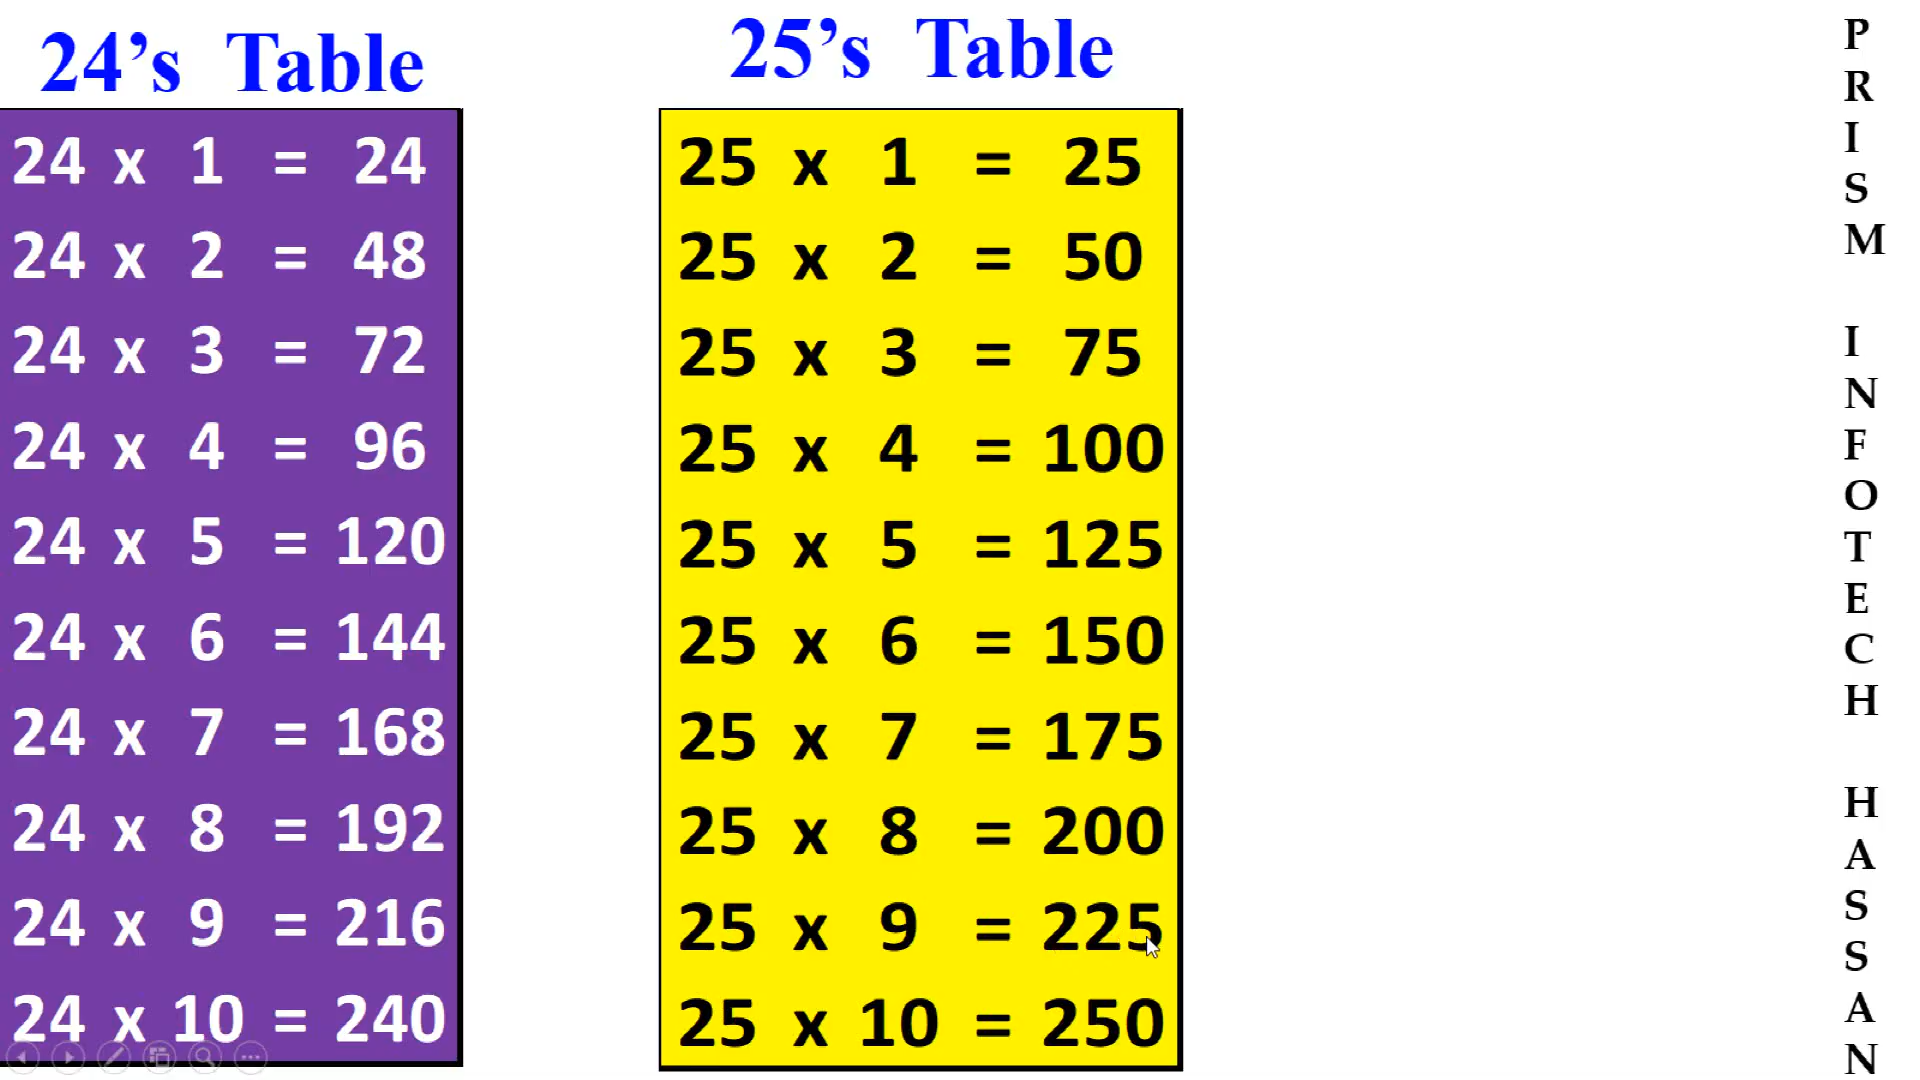 24’s Table
24 x 1 = 24
24 x 2 = 48
24 x 3 = 72
24 x 4 = 96
24 x 5 = 120
24 x 6 = 144
24 x 7 = 168
24 x 8 = 192
24 x 9 = 216
24 x 10 = 240
25’s Table
25 x 1 = 25
25 x 2 = 50
25 x 3 = 75
25 x 4 = 100
25 x 5 = 125
25 x 6 = 150
25 x 7 = 175
25 x 8 = 200
25 x 9 = 225
25 x 10 = 250
PRISM INFOTECH HASSAN